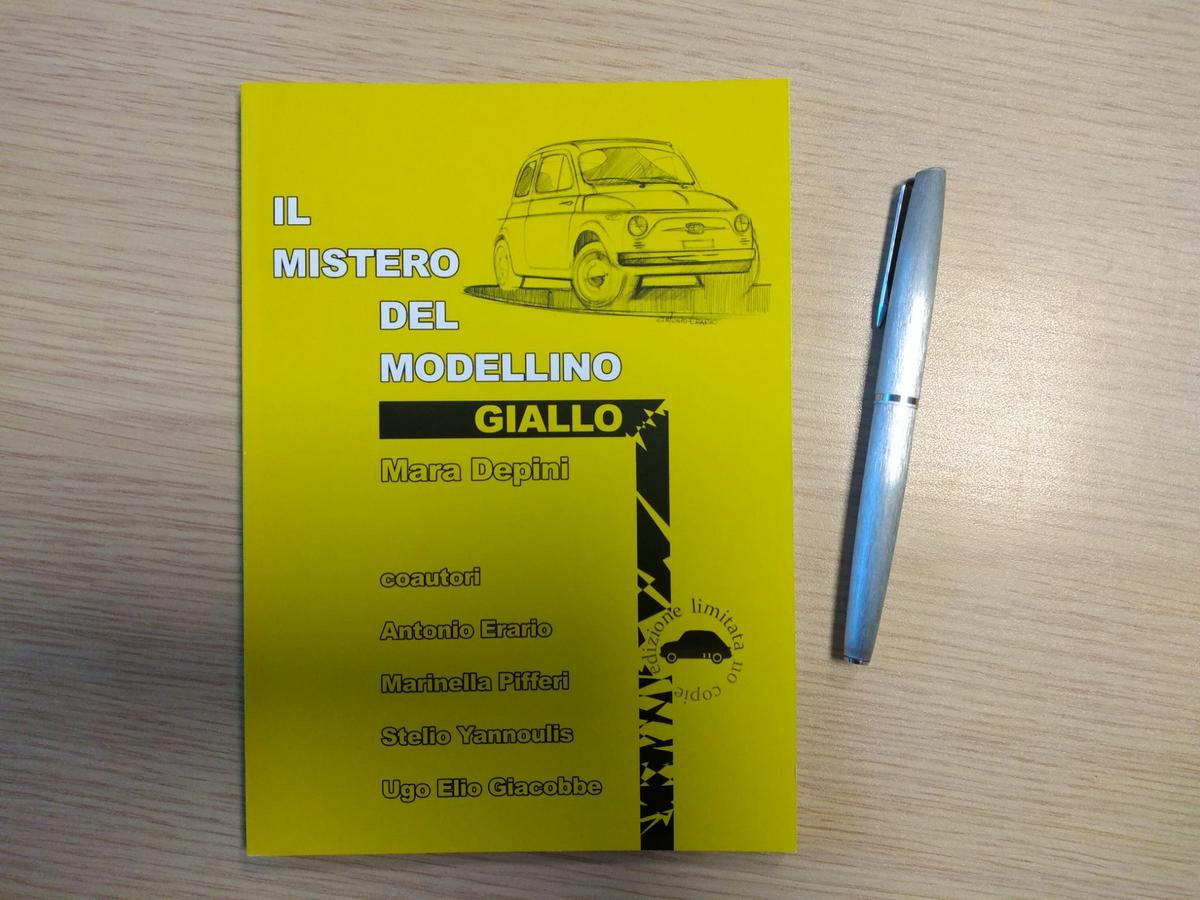 IL
MISTERO
DEL
MODELLINO
GIALLO
Mara Depini
coautori
Antonio Erario
Marinella Pifferi
Stelio Yannoulis
Ugo Elio Giacobbe
edizione limitata 110 copie